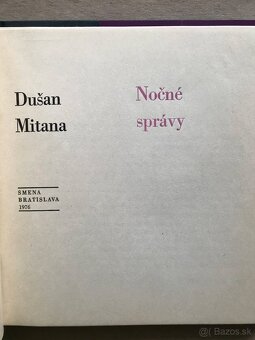 Dušan
Mitana
Nočné
správy
SMENA
BRATISLAVA
1976
© Bazos.sk